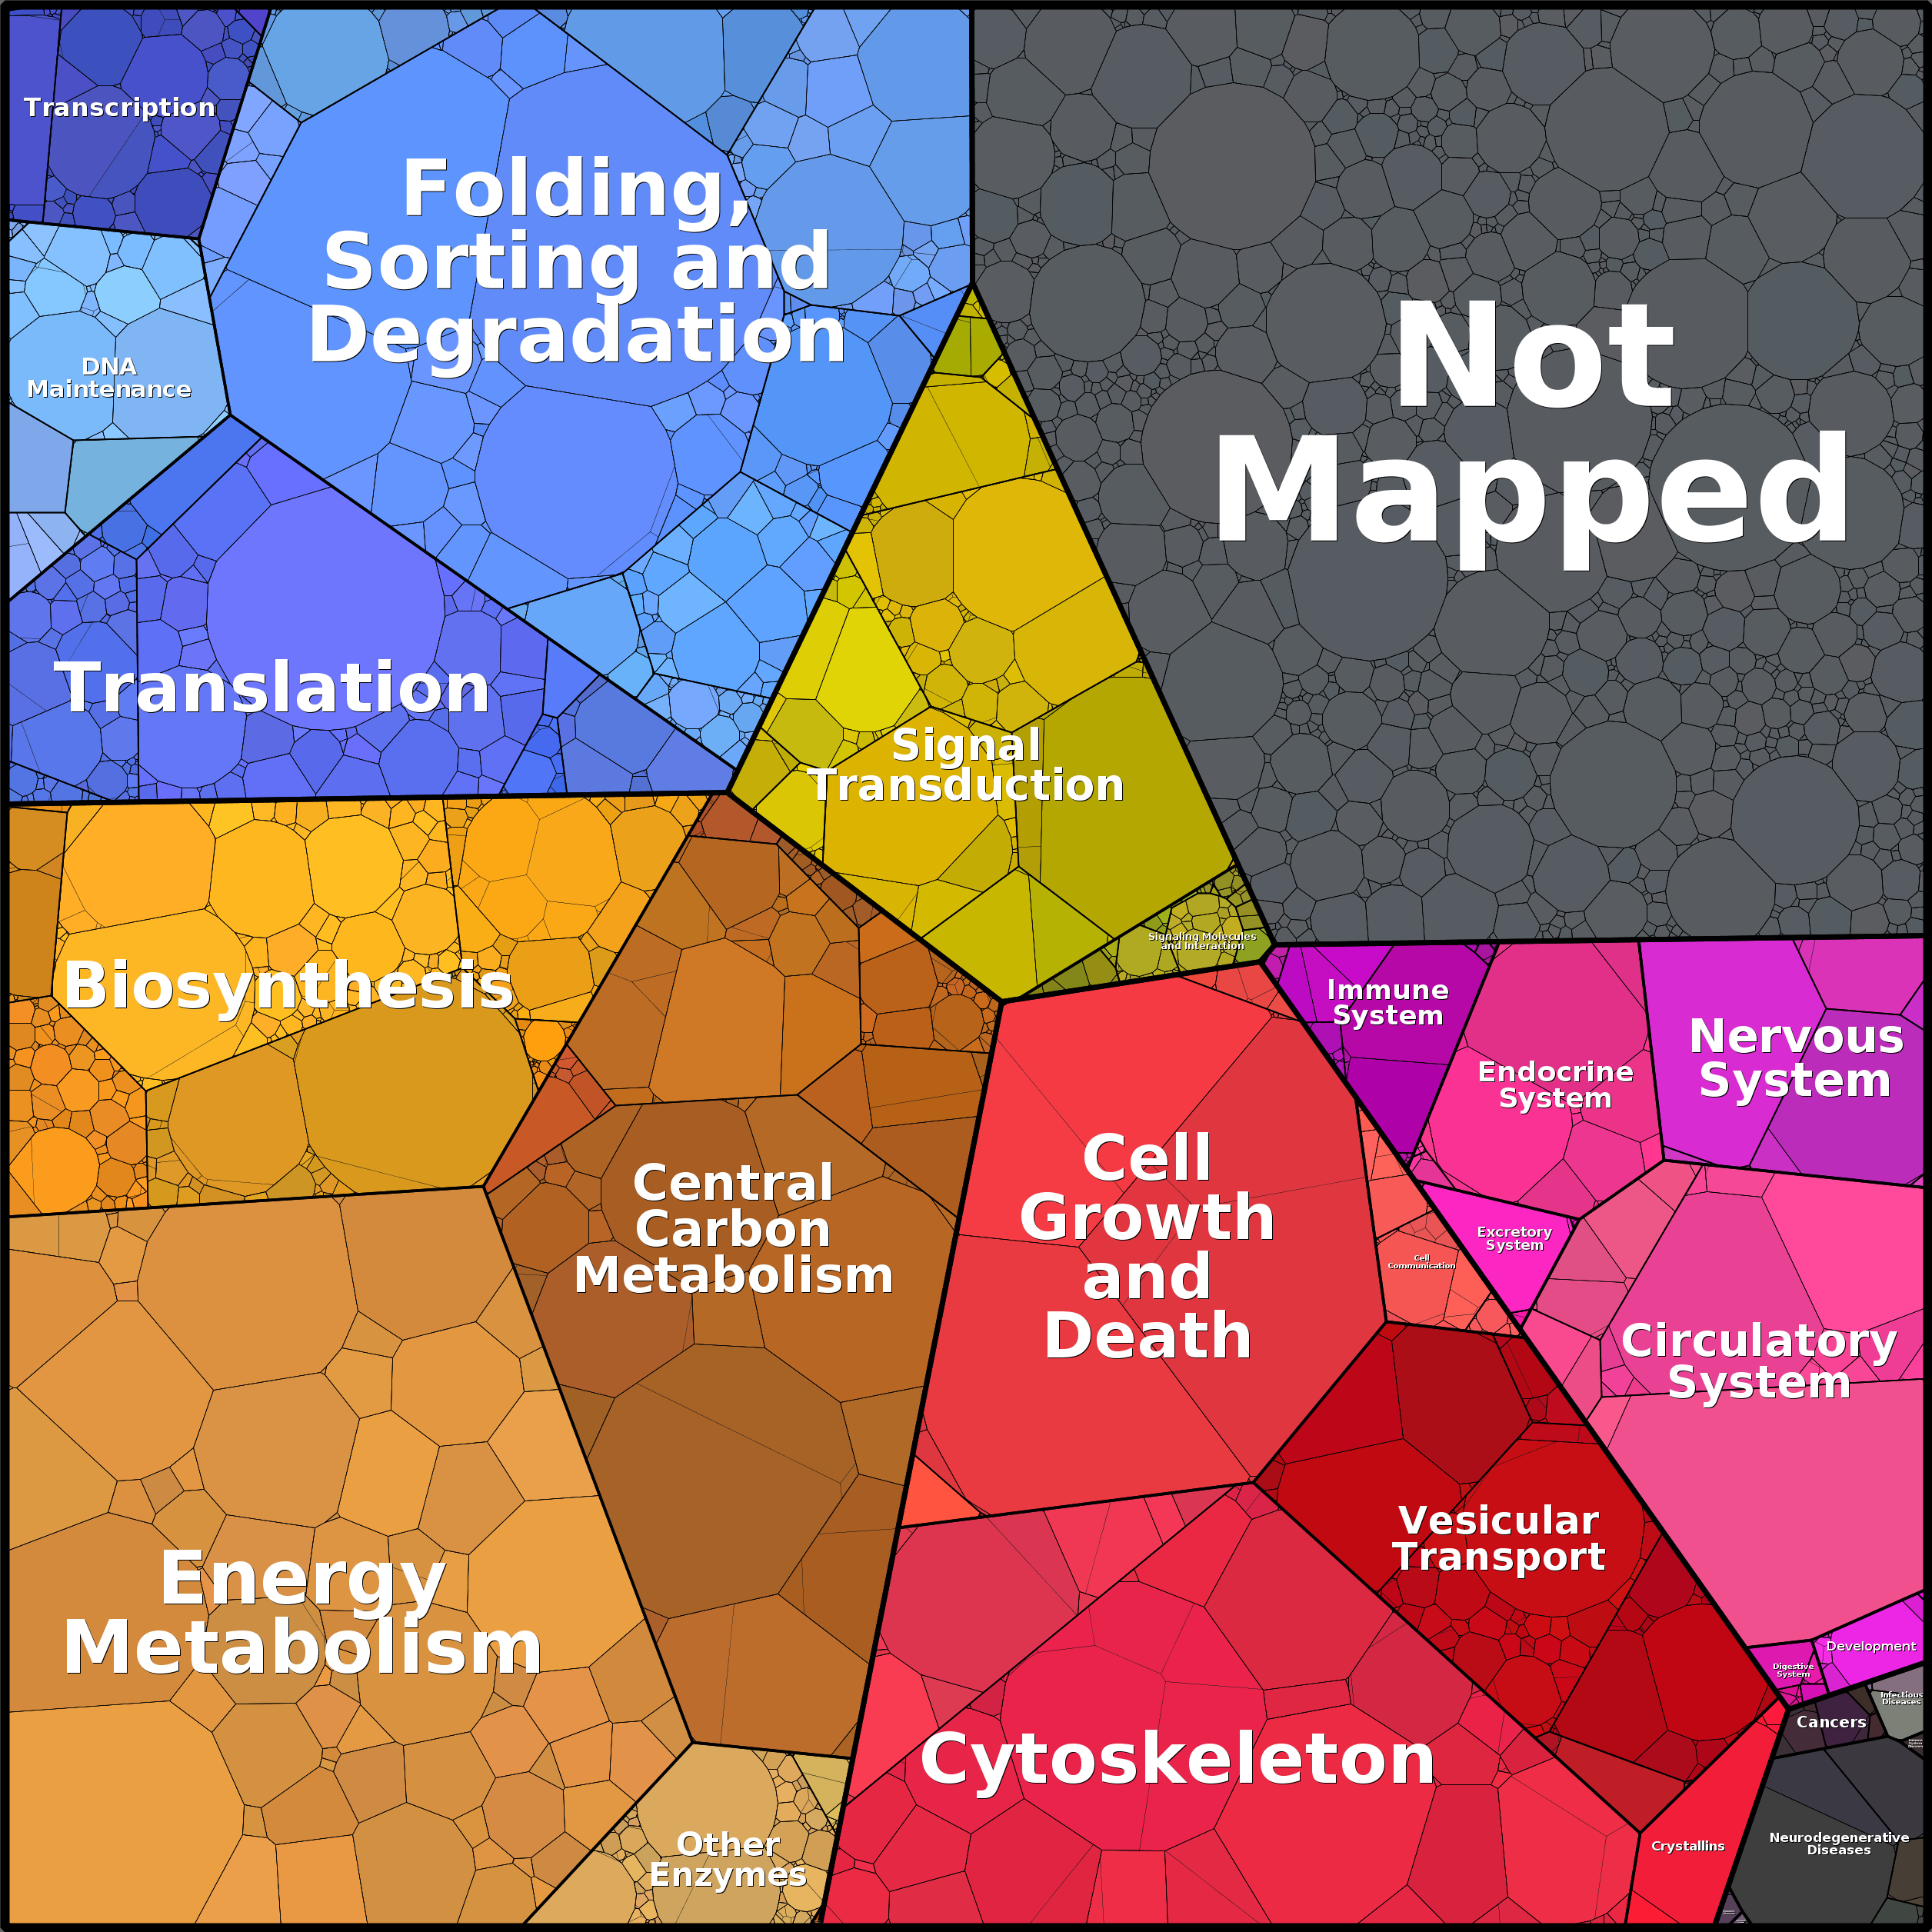 Transcription
Folding,
Sorting and
Degradation
Not
Mapped
DNA
Maintenance
Translation
Signal
Transduction
Signaling Molecules
and Interaction
Biosynthesis
Immune
System
Endocrine
System
Nervous
System
Central
Carbon
Metabolism
Cell
Growth
and
Death
Excretory
System
Cell
Communication
Circulatory
System
Energy
Metabolism
Vesicular
Transport
Development
Digestive
System
Infectious
Diseases
Cancers
Cytoskeleton
Other
Enzymes
Crystallins
Neurodegenerative
Diseases